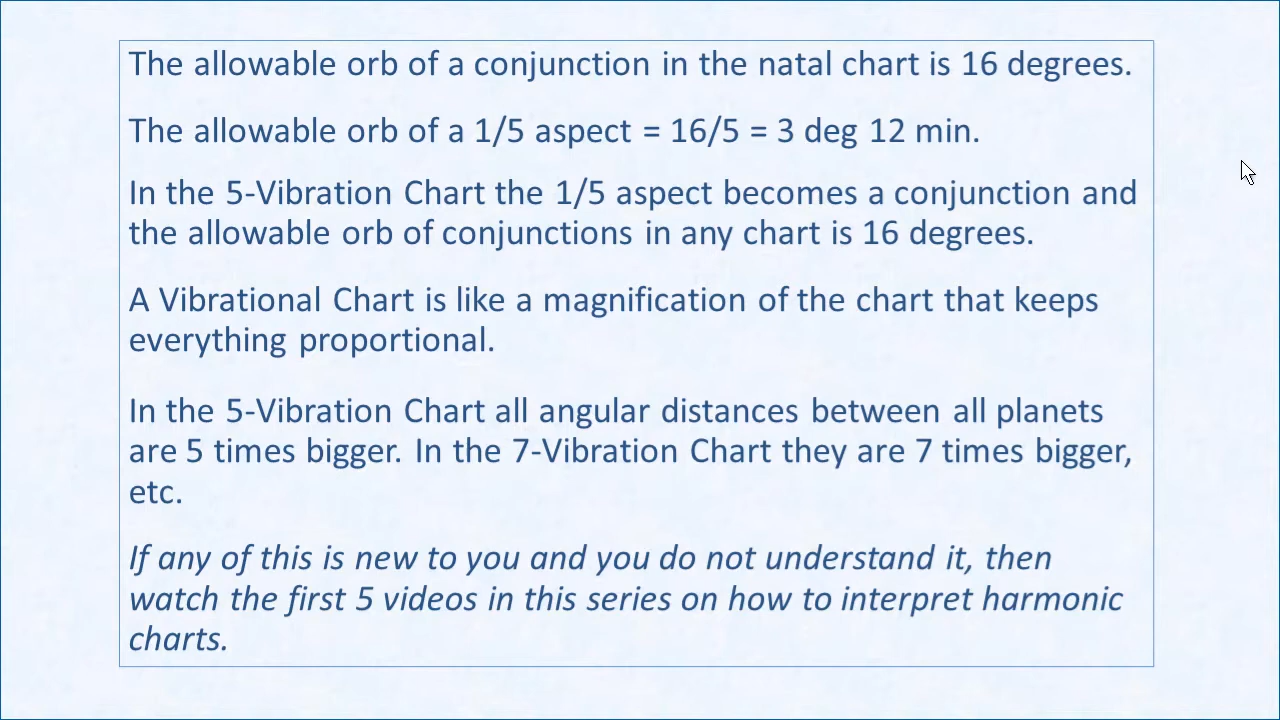 The allowable orb of a conjunction in the natal chart is 16 degrees.
The allowable orb of a 1/5 aspect = 16/5 = 3 deg 12 min.
In the 5-Vibration Chart the 1/5 aspect becomes a conjunction and
the allowable orb of conjunctions in any chart is 16 degrees.
A Vibrational Chart is like a magnification of the chart that keeps
everything proportional.
In the 5-Vibration Chart all angular distances between all planets
are 5 times bigger. In the 7-Vibration Chart they are 7 times bigger,
etc.
If any of this is new to you and you do not understand it, then
watch the first 5 videos in this series on how to interpret harmonic
charts.